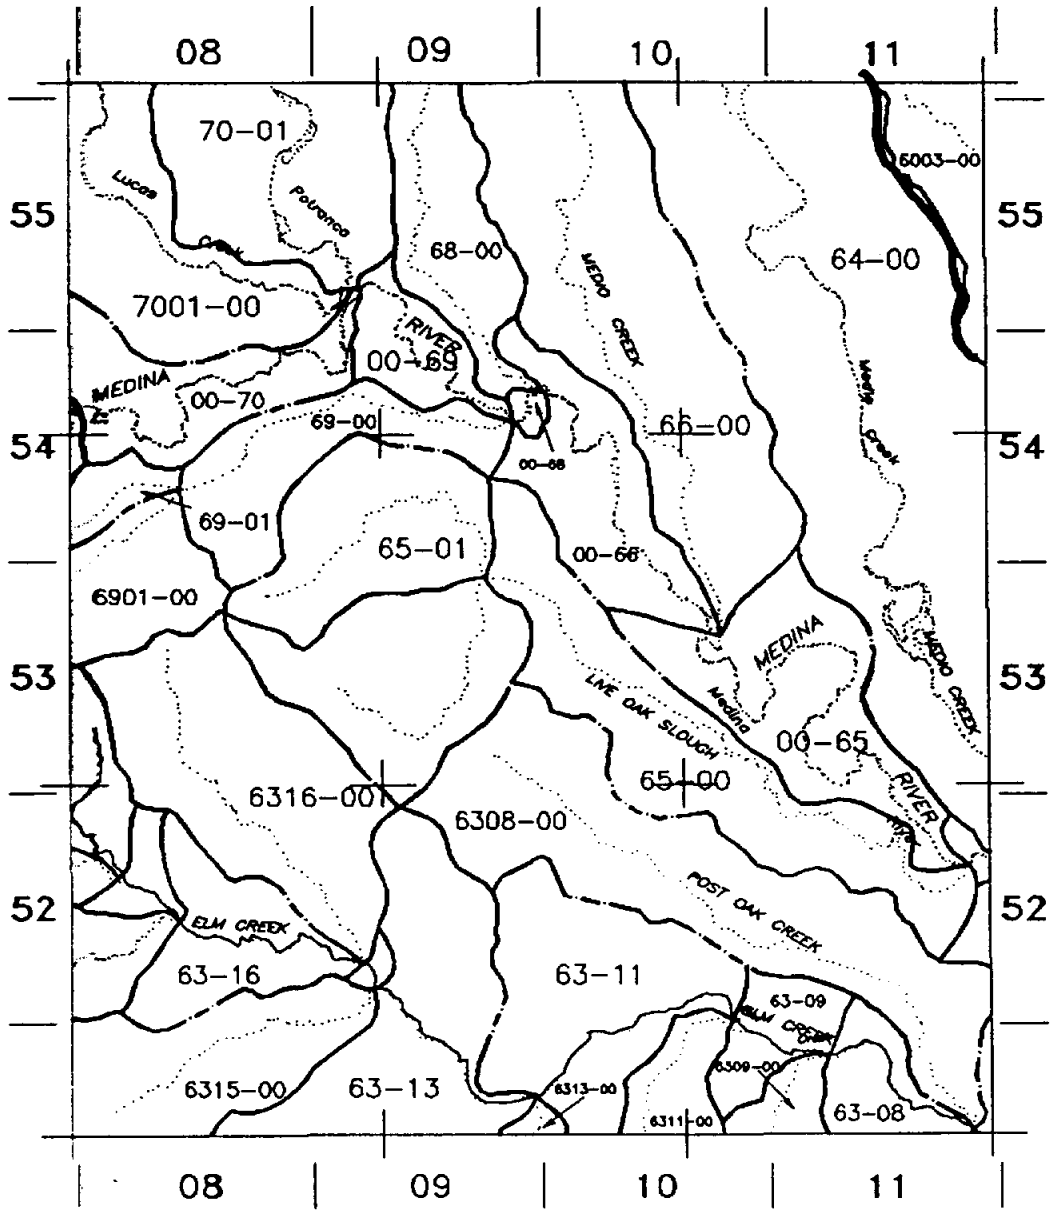 08 09 10 11
70-01
6003-00
Lucas
Creek
Potranco
55 55
68-00
64-00
MEDIO CREEK
7001-00
RIVER
00-69
MEDINA
00-70
69-00
66-00
Creek
54 54
00-68
69-01
65-01
00-66
6901-00
MEDINA
MEDIO CREEK
53 53
LIVE OAK SLOUGH
Medina
00-65
65-00
6316-00
RIVER
6308-00
POST OAK CREEK
52 52
ELM CREEK
63-16
63-11
63-09
ELM CREEK
6315-00
63-13
6313-00
6309-00
6311-00
63-08
08 09 10 11